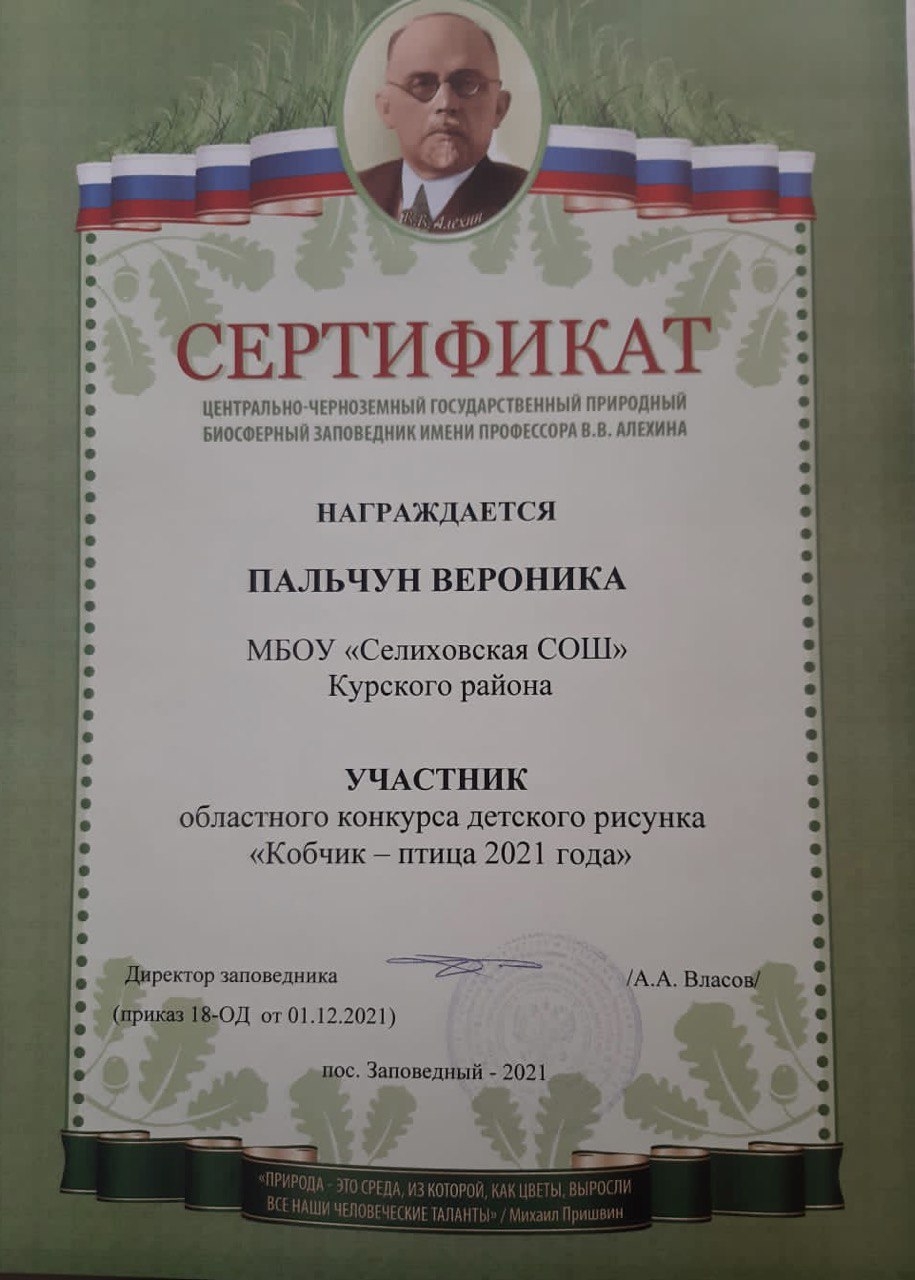 В.В. Алехин
СЕРТИФИКАТ
ЦЕНТРАЛЬНО-ЧЕРНОЗЕМНЫЙ ГОСУДАРСТВЕННЫЙ ПРИРОДНЫЙ
БИОСФЕРНЫЙ ЗАПОВЕДНИК ИМЕНИ ПРОФЕССОРА В.В. АЛЕХИНА
НАГРАЖДАЕТСЯ
ПАЛЬЧУН ВЕРОНИКА
МБОУ «Селиховская СОШ»
Курского района
УЧАСТНИК
областного конкурса детского рисунка
«Кобчик – птица 2021 года»
Директор заповедника /А.А. Власов/
(приказ 18-ОД от 01.12.2021)
пос. Заповедный - 2021
«ПРИРОДА - ЭТО СРЕДА, ИЗ КОТОРОЙ, КАК ЦВЕТЫ, ВЫРОСЛИ
ВСЕ НАШИ ЧЕЛОВЕЧЕСКИЕ ТАЛАНТЫ» / Михаил Пришвин